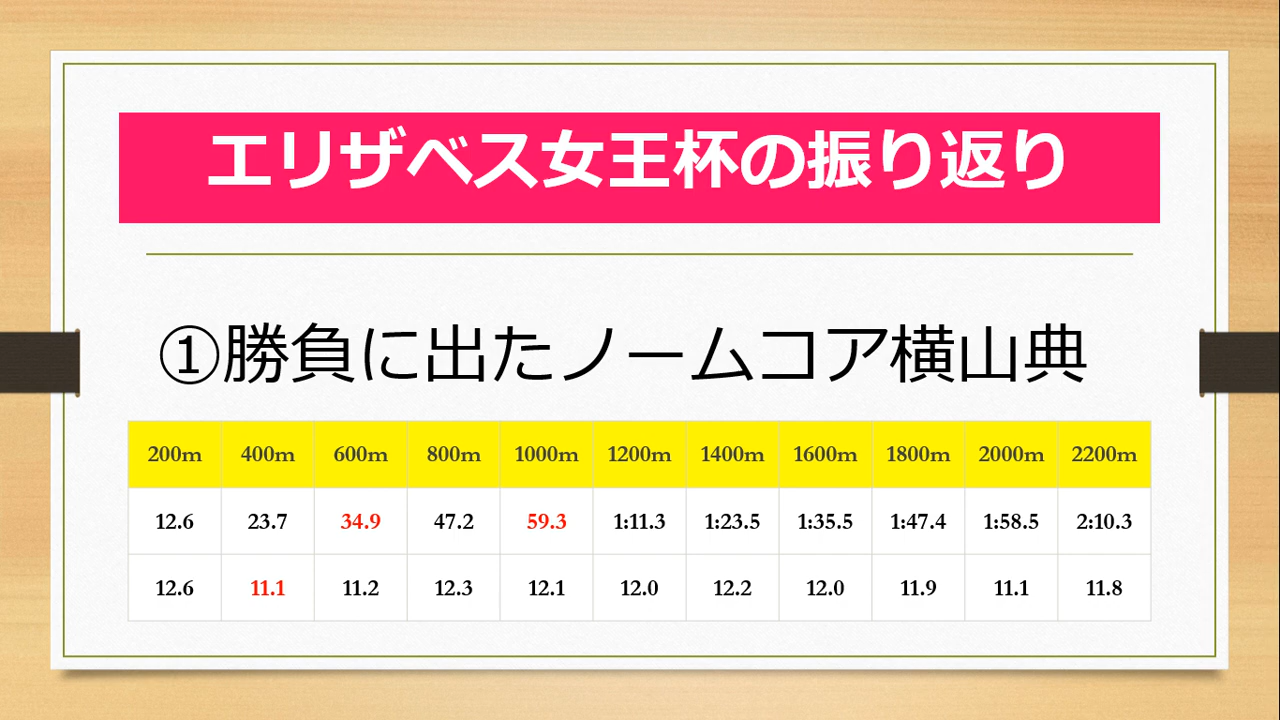 エリザベス女王杯の振り返り
①勝負に出たノームコア横山典
200m 400m 600m 800m 1000m 1200m 1400m 1600m 1800m 2000m 2200m
12.6 23.7 34.9 47.2 59.3 1:11.3 1:23.5 1:35.5 1:47.4 1:58.5 2:10.3
12.6 11.1 11.2 12.3 12.1 12.0 12.2 12.0 11.9 11.1 11.8